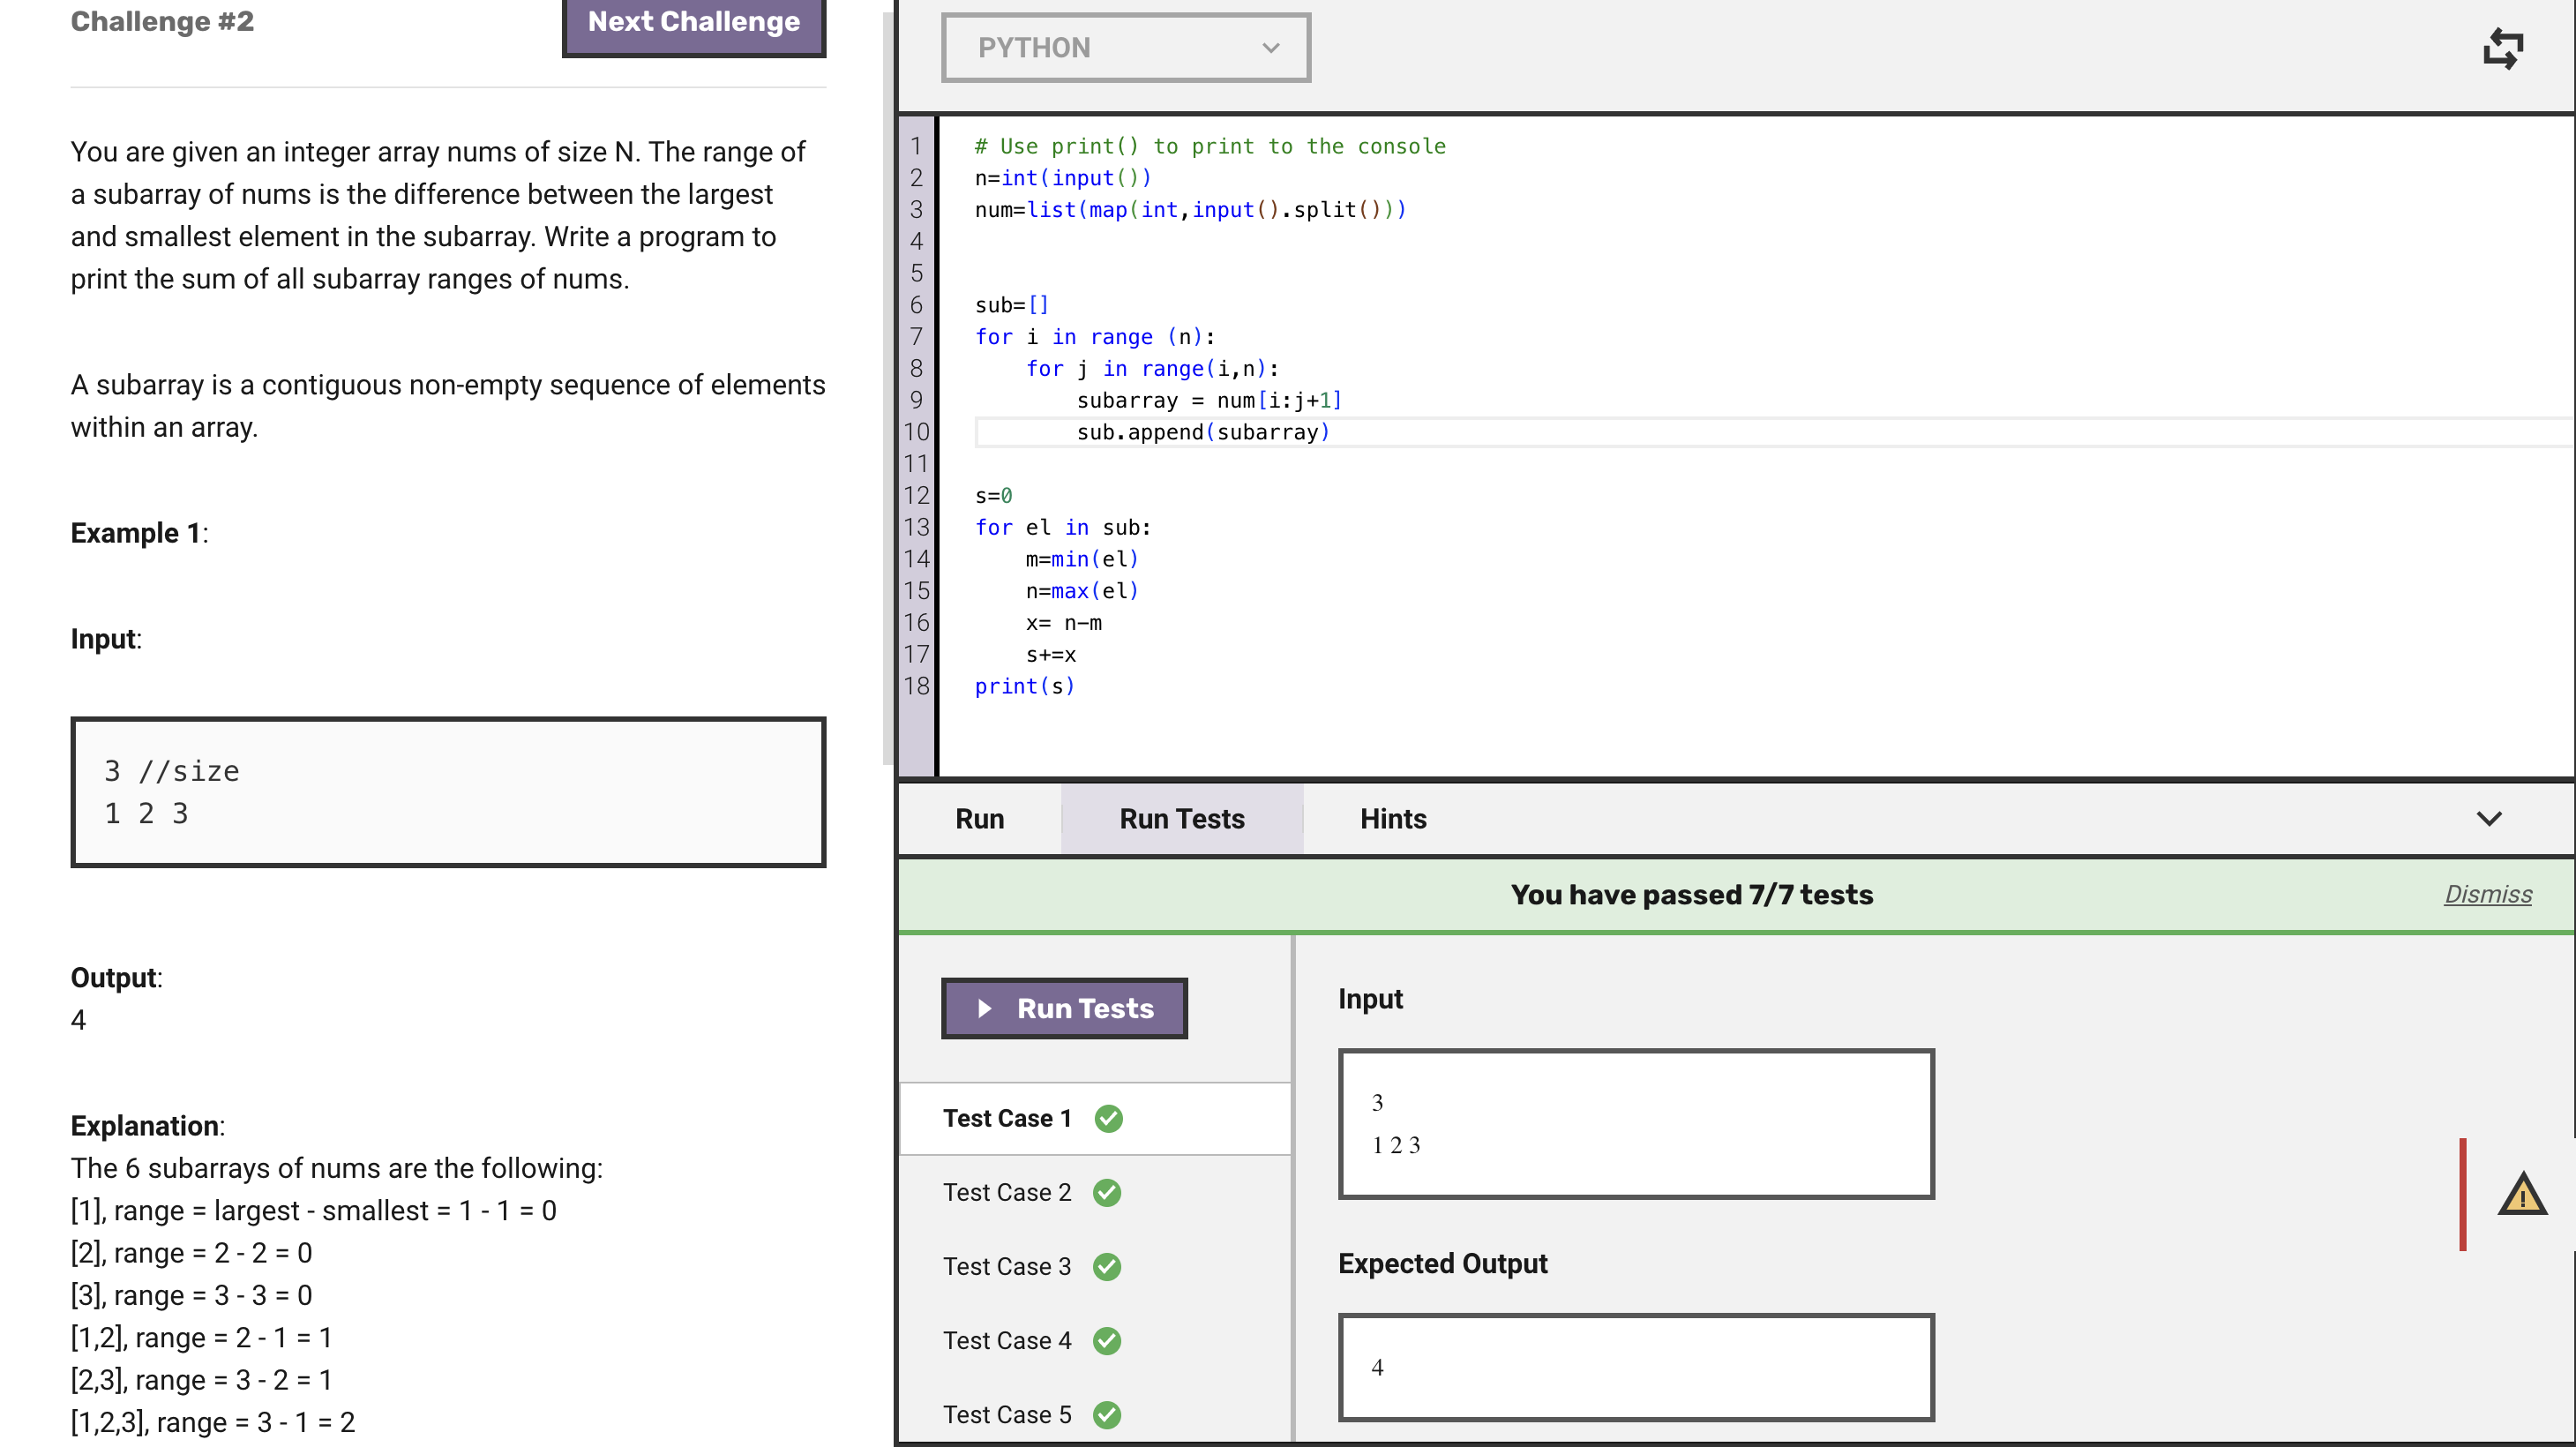 Challenge #2
Next Challenge
You are given an integer array nums of size N. The range of
a subarray of nums is the difference between the largest
and smallest element in the subarray. Write a program to
print the sum of all subarray ranges of nums.
A subarray is a contiguous non-empty sequence of elements
within an array.
Example 1:
Input:
3 //size
1 2 3
Output:
4
Explanation:
The 6 subarrays of nums are the following:
[1], range = largest - smallest = 1 - 1 = 0
[2], range = 2 - 2 = 0
[3], range = 3 - 3 = 0
[1,2], range = 2 - 1 = 1
[2,3], range = 3 - 2 = 1
[1,2,3], range = 3 - 1 = 2
PYTHON
1 # Use print() to print to the console
2 n=int(input())
3 num=list(map(int,input().split()))
4
5
6 sub=[]
7 for i in range (n):
8     for j in range(i,n):
9         subarray = num[i:j+1]
10         sub.append(subarray)
11
12 s=0
13 for el in sub:
14     m=min(el)
15     n=max(el)
16     x= n-m
17     s+=x
18 print(s)
Run
Run Tests
Hints
You have passed 7/7 tests
Dismiss
Run Tests
Test Case 1
Test Case 2
Test Case 3
Test Case 4
Test Case 5
Input
3
1 2 3
Expected Output
4